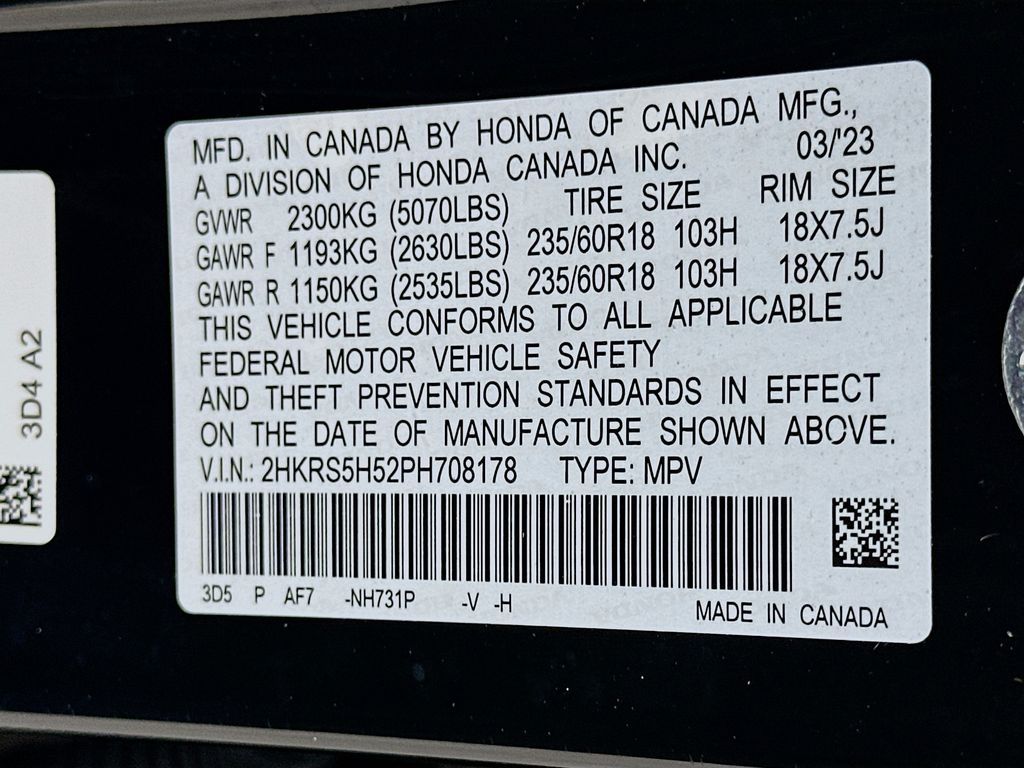 MFD. IN CANADA BY HONDA OF CANADA MFG.,
A DIVISION OF HONDA CANADA INC. 03/'23
GVWR 2300KG (5070LBS) TIRE SIZE RIM SIZE
GAWR F 1193KG (2630LBS) 235/60R18 103H 18X7.5J
GAWR R 1150KG (2535LBS) 235/60R18 103H 18X7.5J
THIS VEHICLE CONFORMS TO ALL APPLICABLE
FEDERAL MOTOR VEHICLE SAFETY
AND THEFT PREVENTION STANDARDS IN EFFECT
ON THE DATE OF MANUFACTURE SHOWN ABOVE.
V.I.N.: 2HKRS5H52PH708178 TYPE: MPV
3D5 P AF7 -NH731P -V -H
MADE IN CANADA
3D4 A2